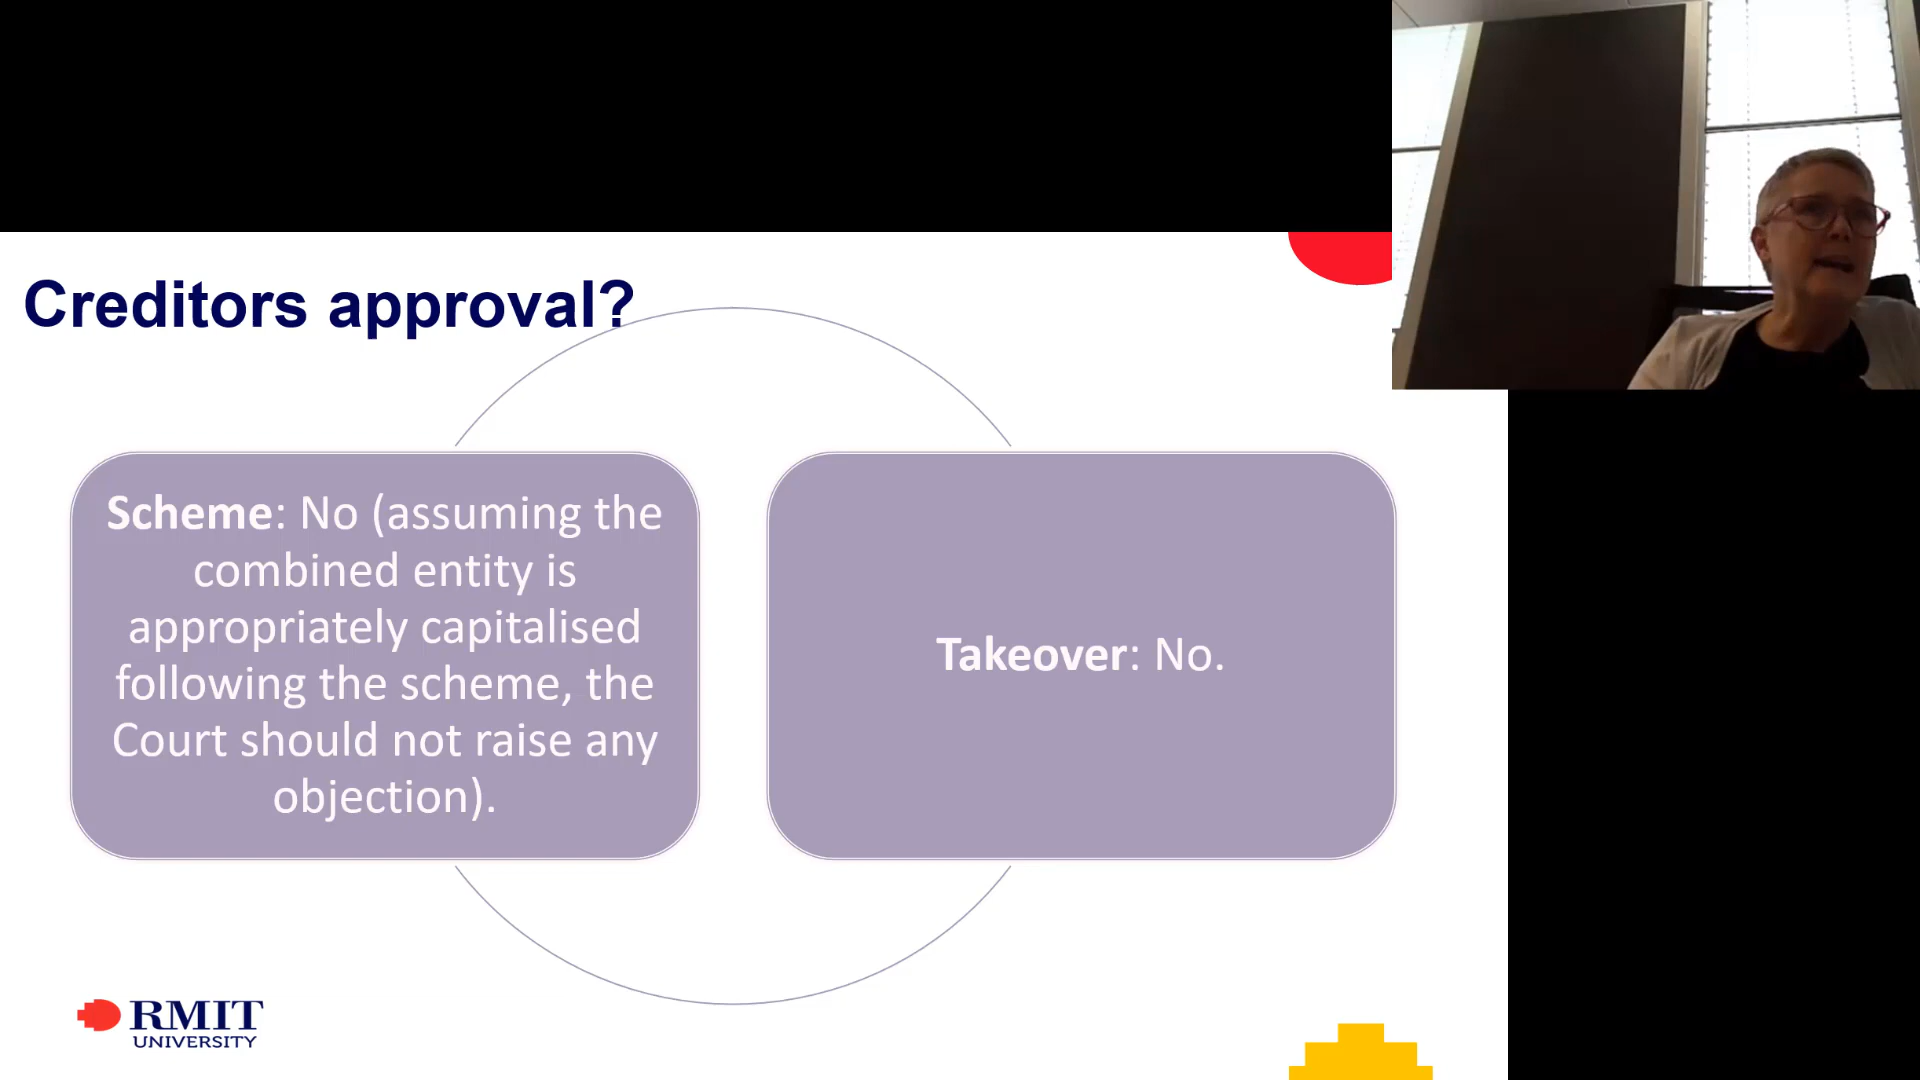 Creditors approval?
Scheme: No (assuming the
combined entity is
appropriately capitalised
following the scheme, the
Court should not raise any
objection).
Takeover: No.
RMIT
UNIVERSITY